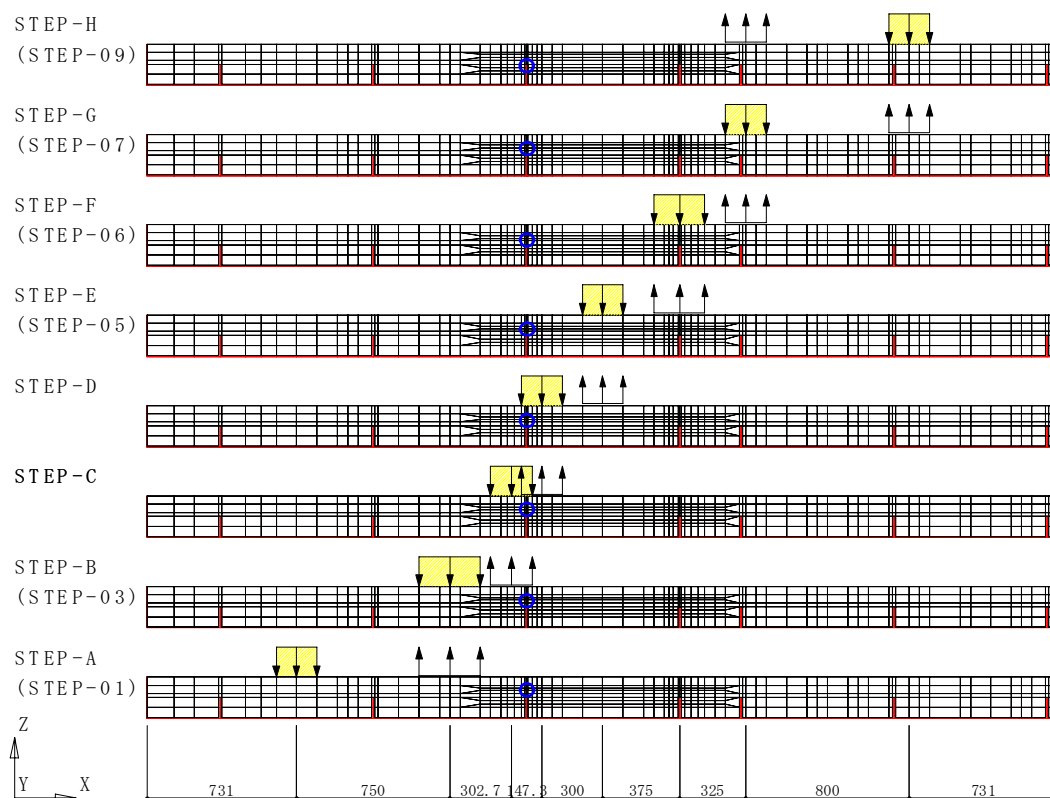 STEP-H
(STEP-09)
STEP-G
(STEP-07)
STEP-F
(STEP-06)
STEP-E
(STEP-05)
STEP-D
STEP-C
STEP-B
(STEP-03)
STEP-A
(STEP-01)
Z
Y X
731 750 302.7 147.3 300 375 325 800 731